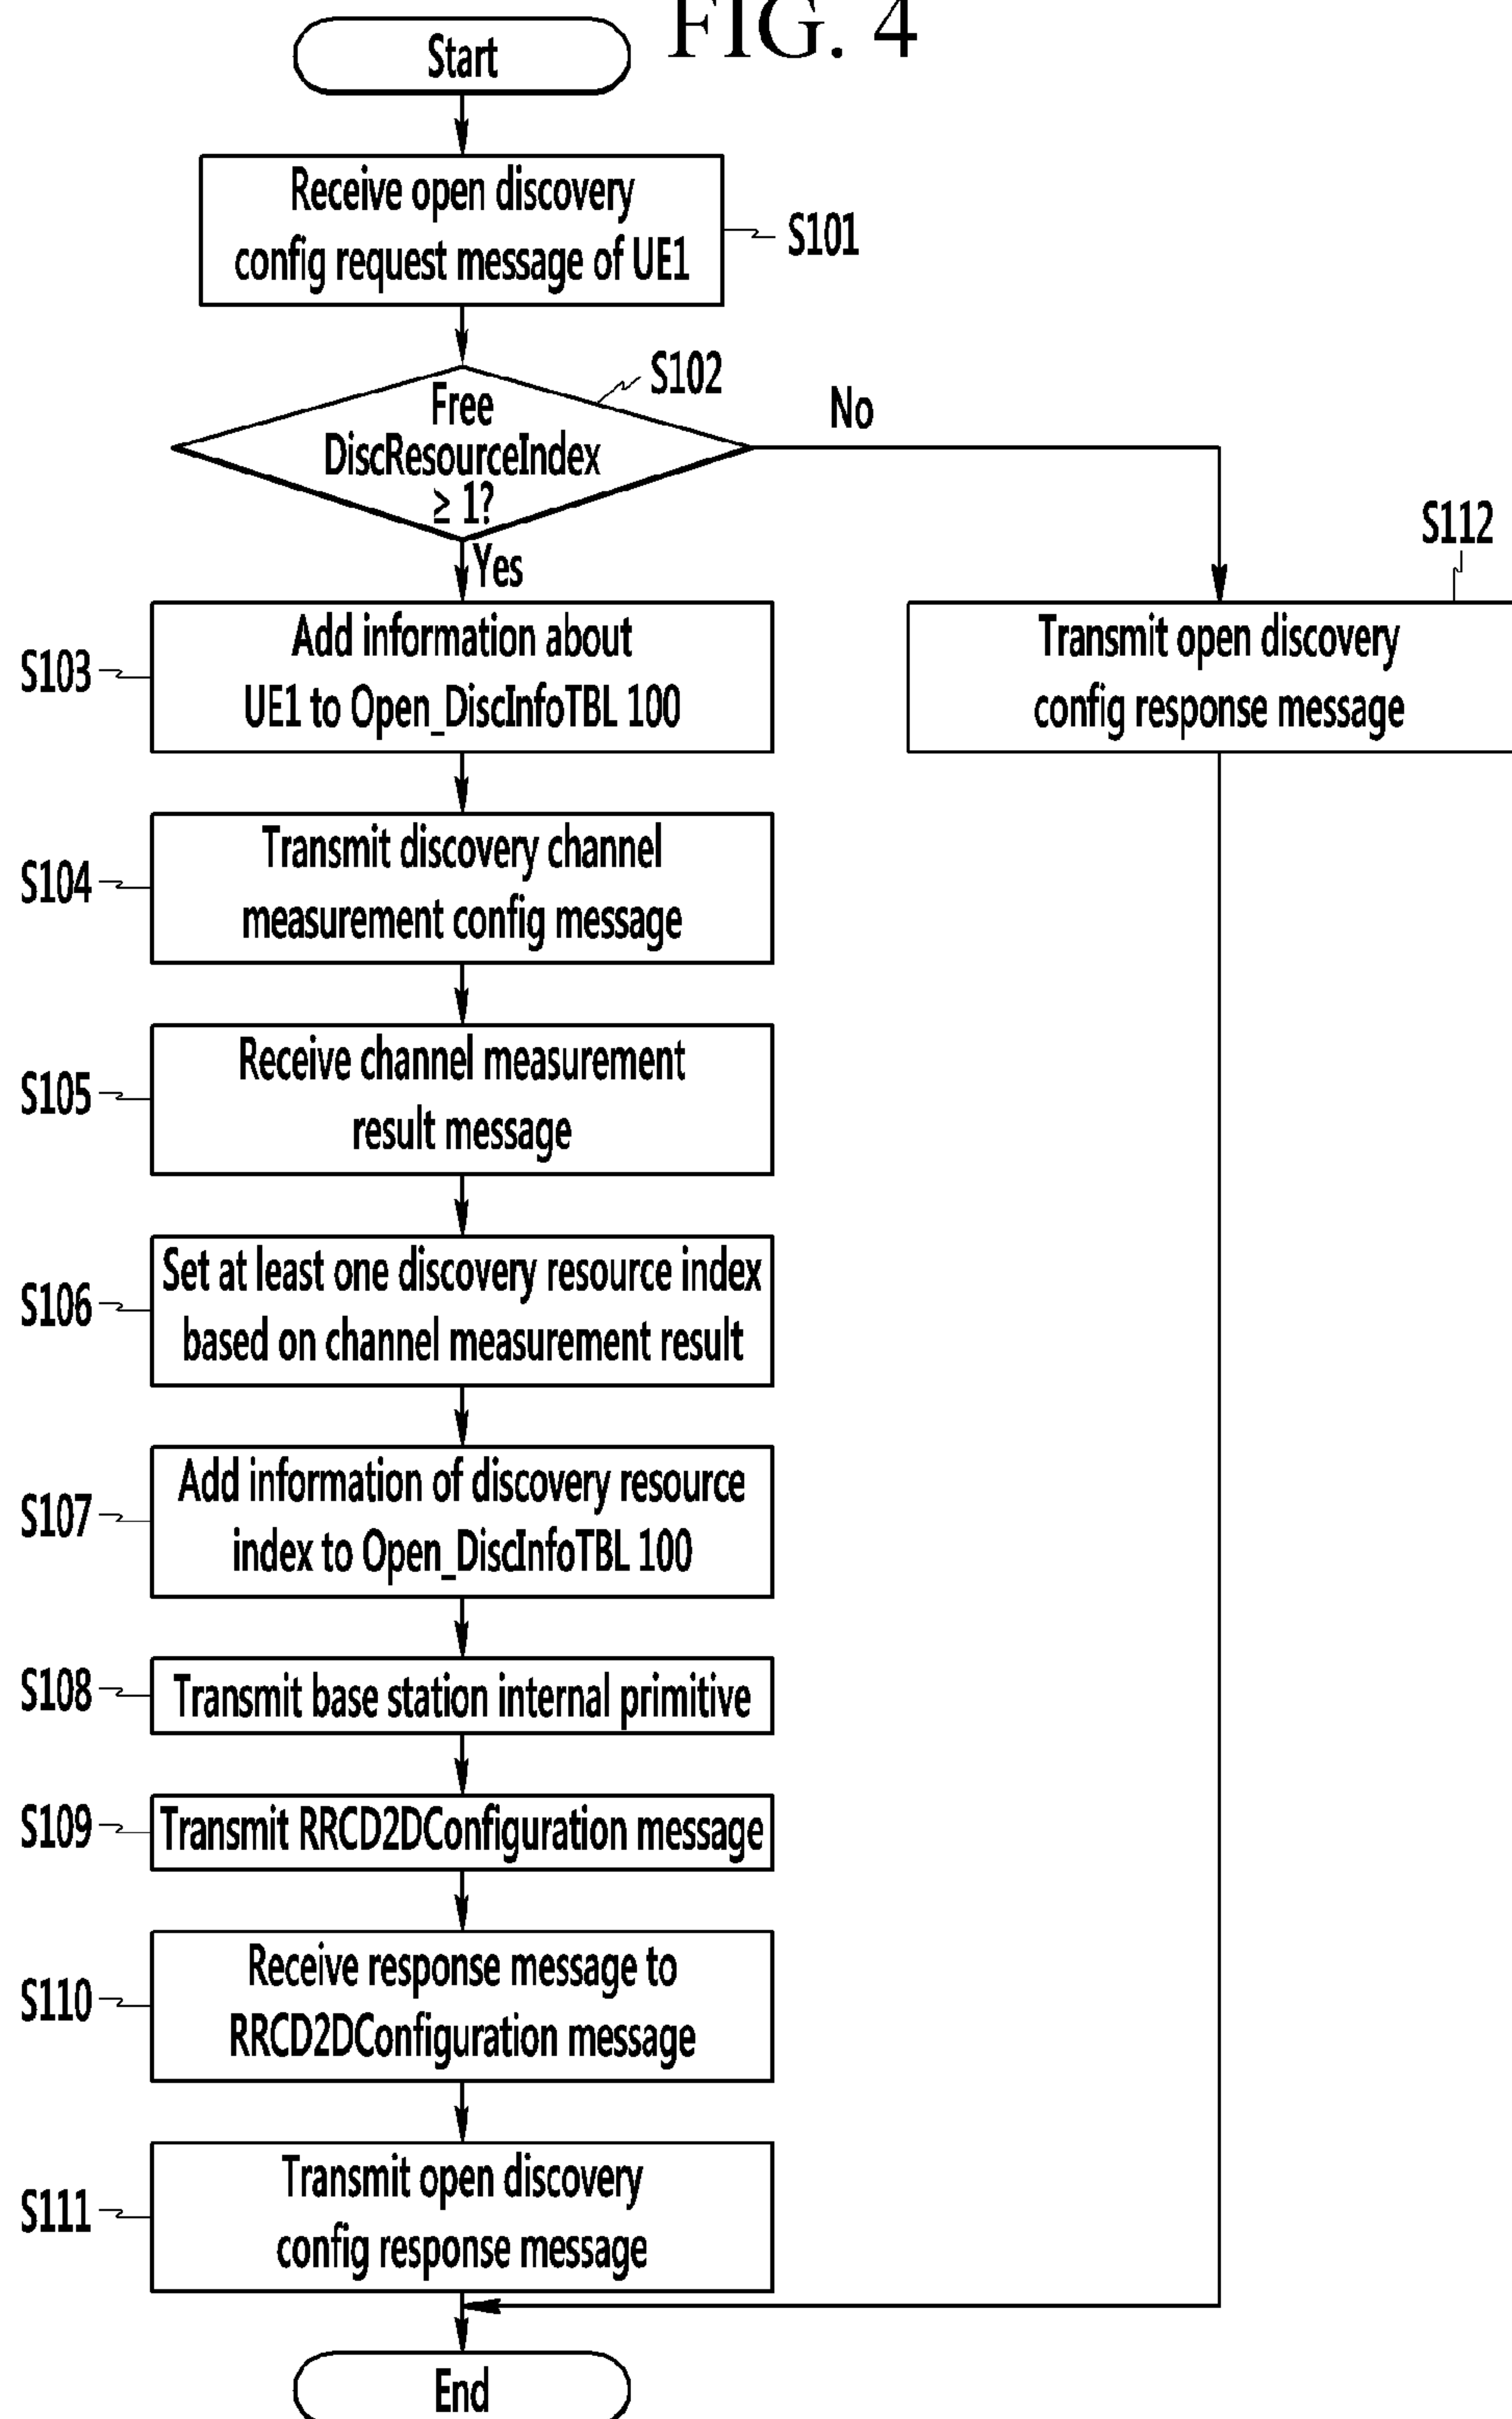 FIG. 4
Start
Receive open discovery
config request message of UE1
S101
S102
Free
DiscResourceIndex
≥ 1?
No
Yes
S103
Add information about
UE1 to Open_DiscInfoTBL 100
S112
Transmit open discovery
config response message
S104
Transmit discovery channel
measurement config message
S105
Receive channel measurement
result message
S106
Set at least one discovery resource index
based on channel measurement result
S107
Add information of discovery resource
index to Open_DiscInfoTBL 100
S108
Transmit base station internal primitive
S109
Transmit RRCD2DConfiguration message
S110
Receive response message to
RRCD2DConfiguration message
S111
Transmit open discovery
config response message
End